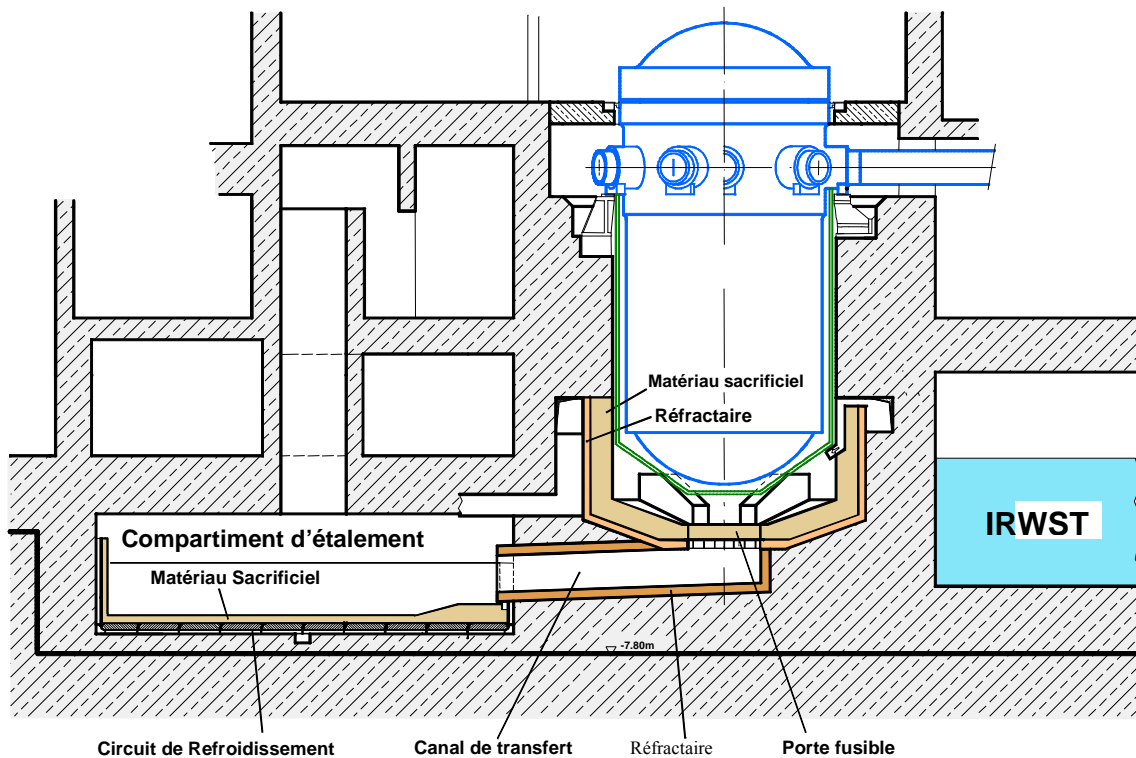 Matériau sacrificiel
Réfractaire
IRWST
Compartiment d'étalement
Matériau Sacrificiel
-7.80m
Circuit de Refroidissement
Canal de transfert
Réfractaire
Porte fusible